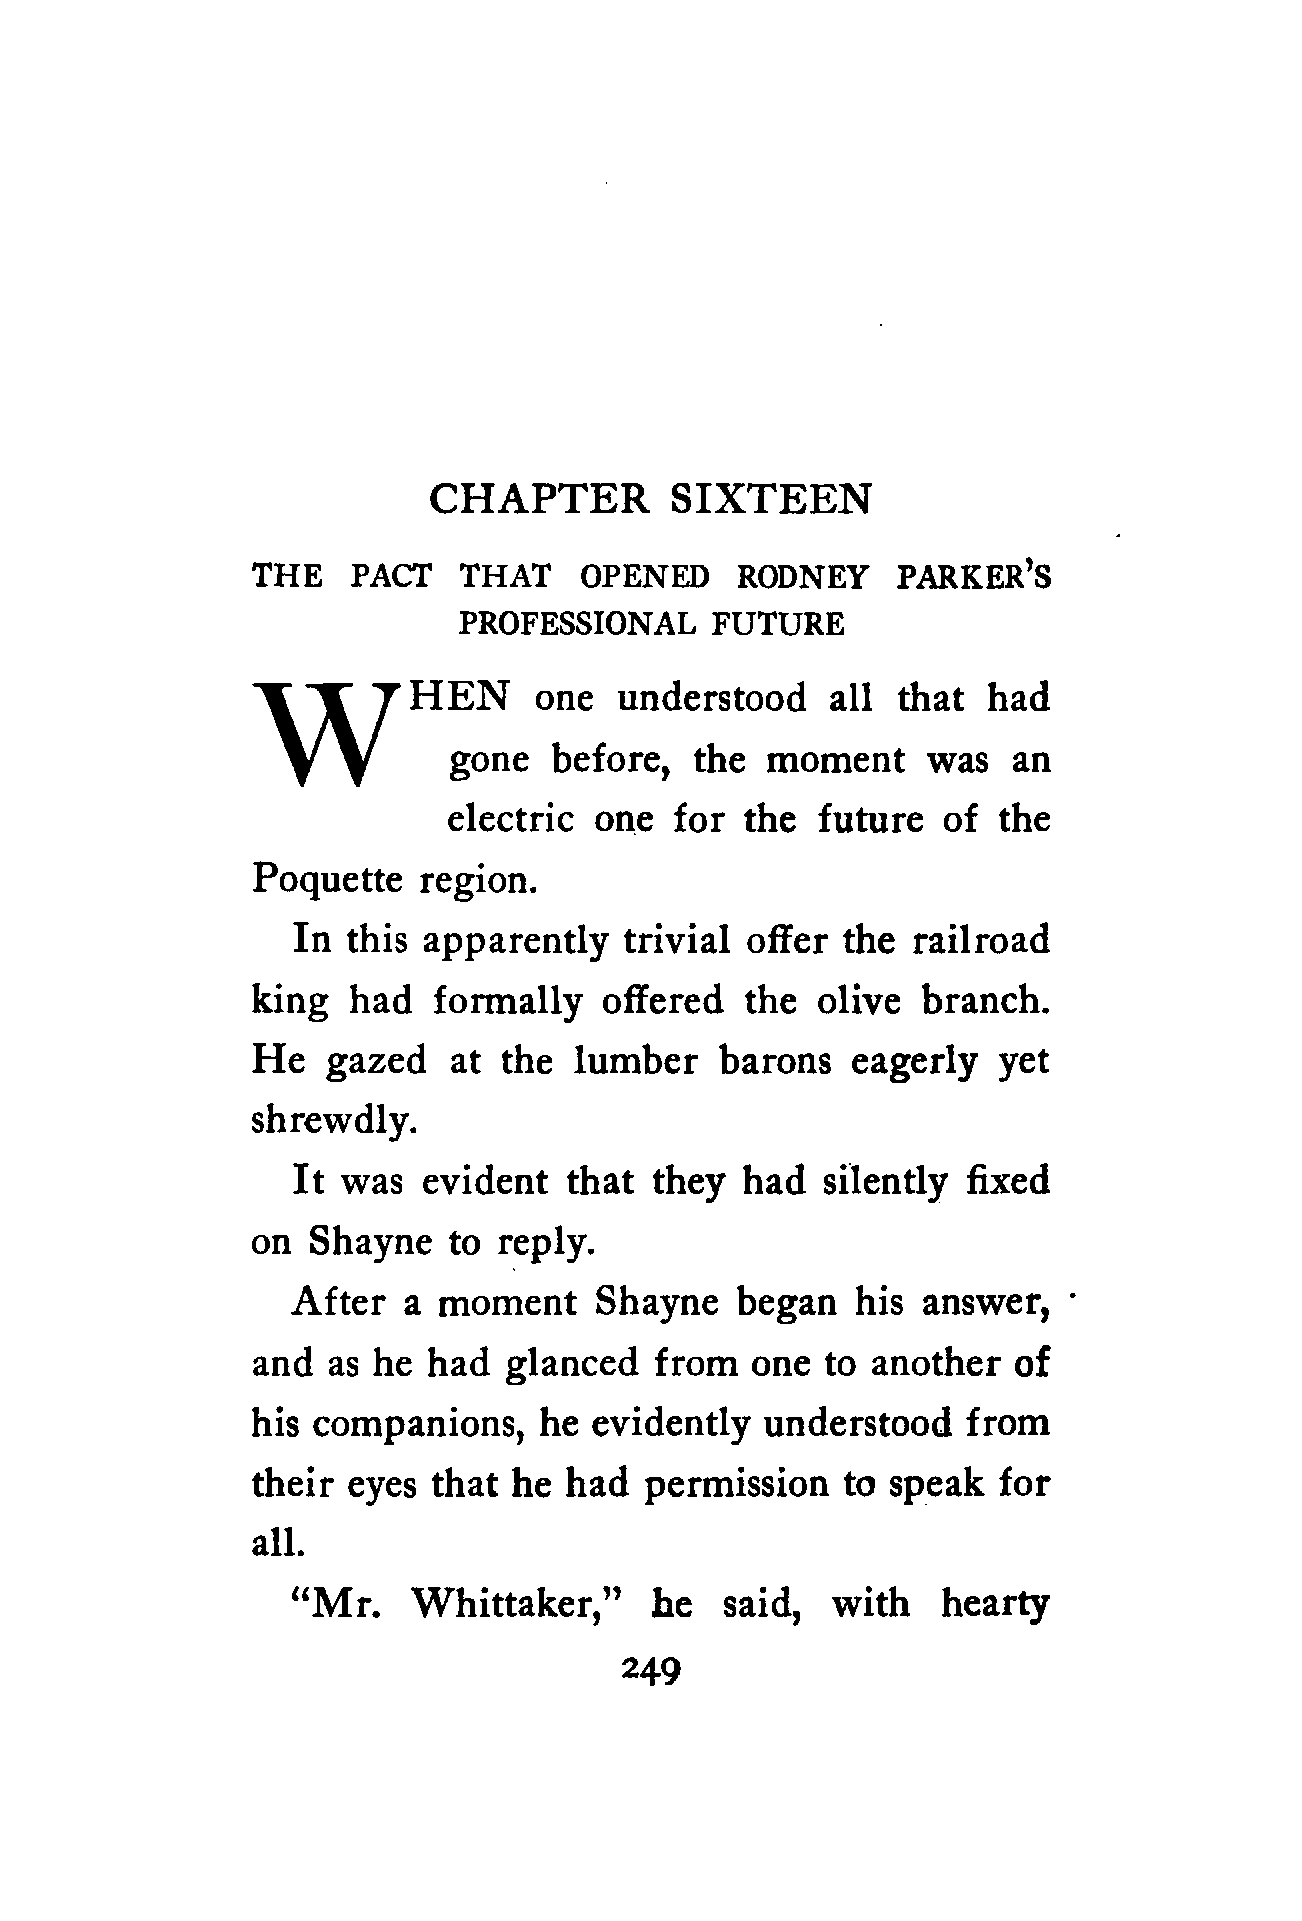 CHAPTER SIXTEEN
THE PACT THAT OPENED RODNEY PARKER'S
PROFESSIONAL FUTURE
WHEN one understood all that had
gone before, the moment was an
electric one for the future of the
Poquette region.
In this apparently trivial offer the railroad
king had formally offered the olive branch.
He gazed at the lumber barons eagerly yet
shrewdly.
It was evident that they had silently fixed
on Shayne to reply.
After a moment Shayne began his answer,
and as he had glanced from one to another of
his companions, he evidently understood from
their eyes that he had permission to speak for
all.
“Mr. Whittaker,” he said, with hearty
249